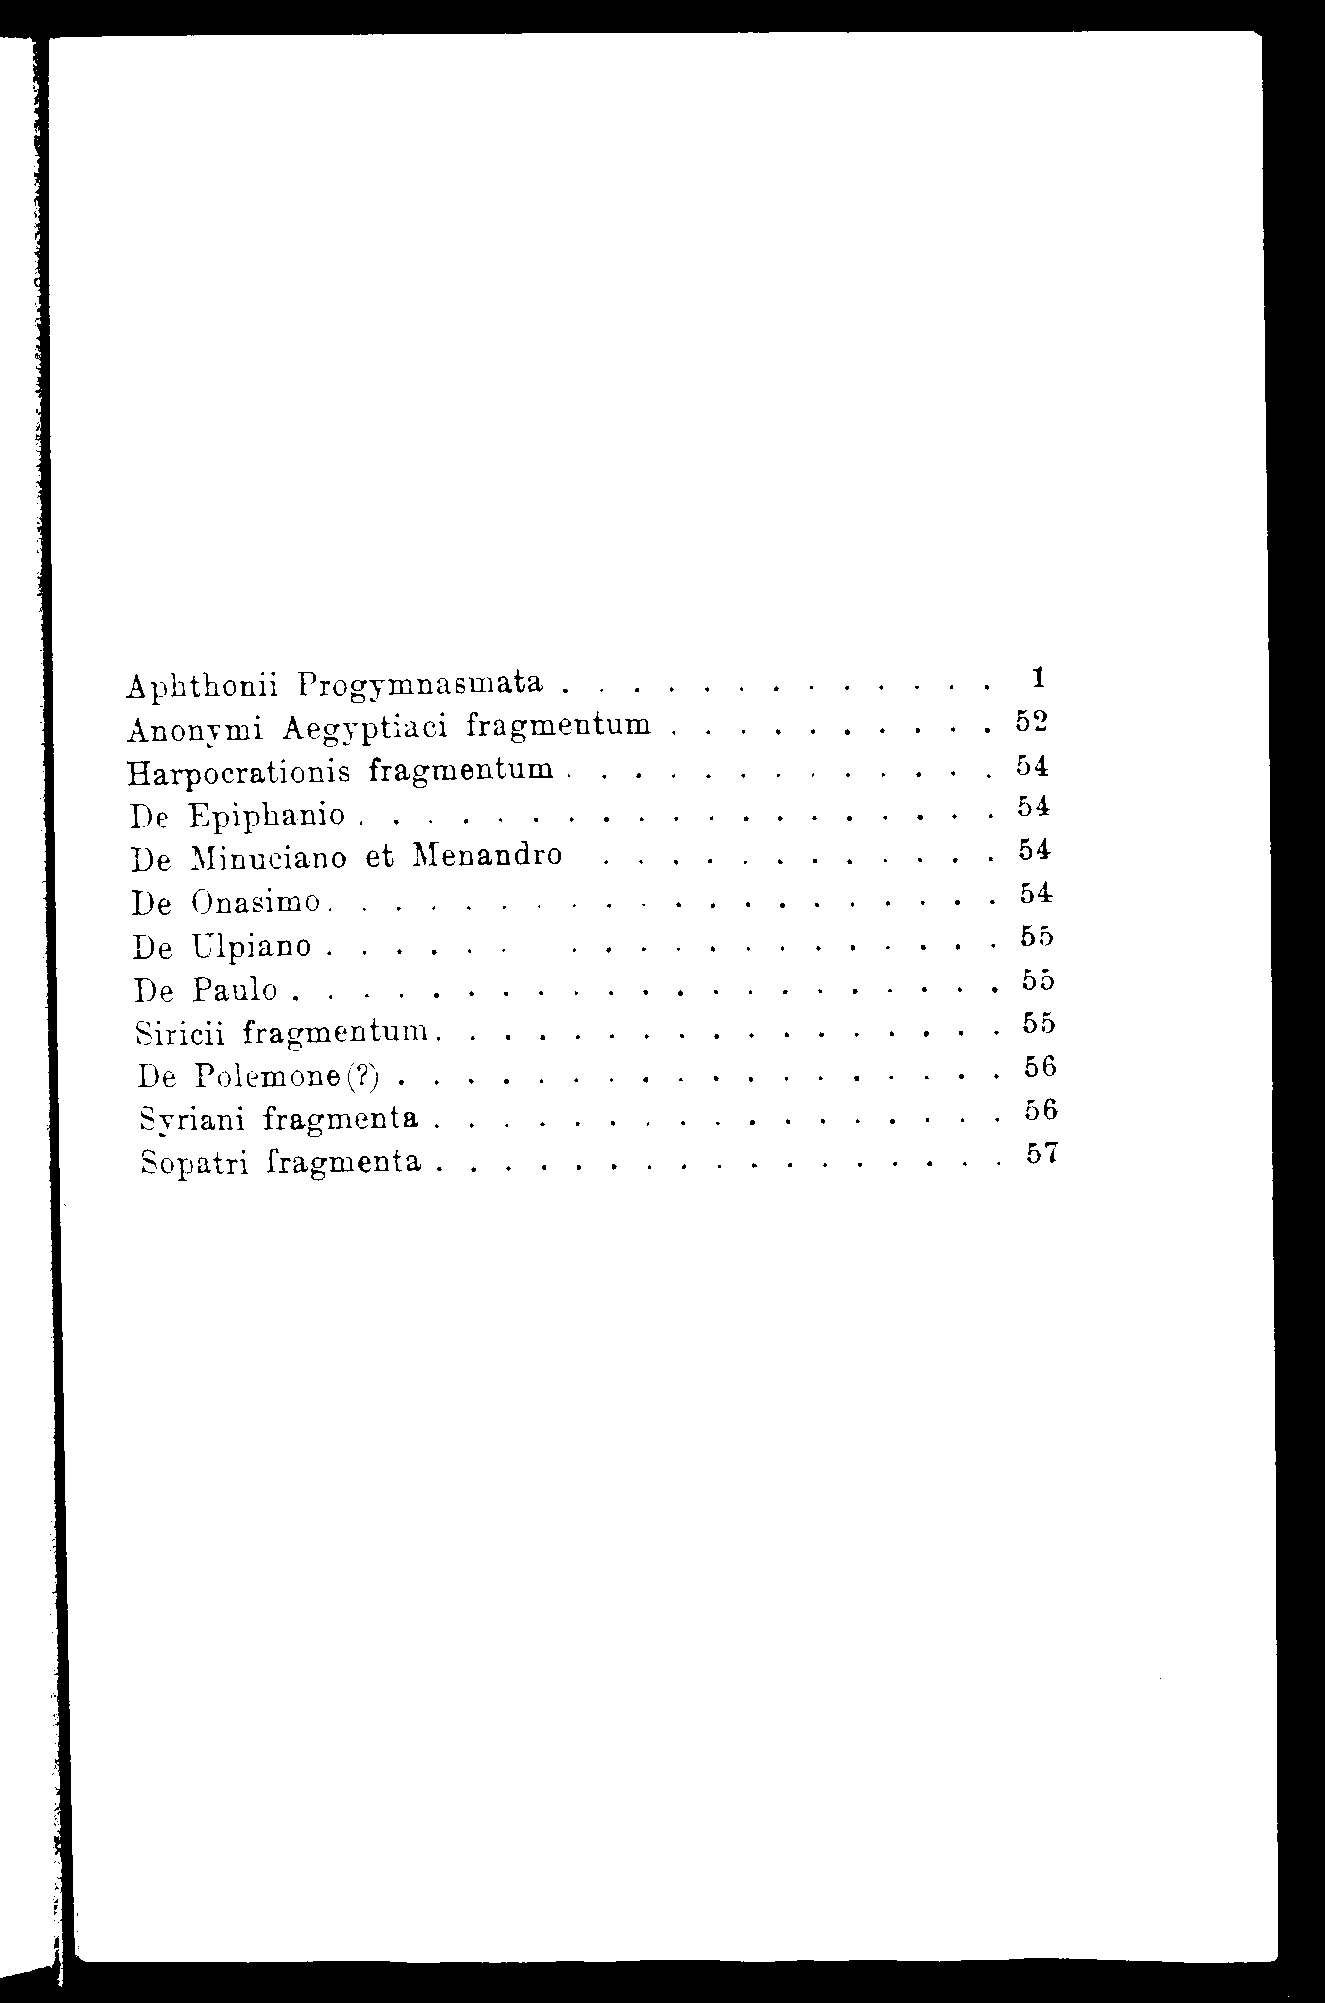 Aphthonii Progymnasmata . . . . . . . . . . . . . 1
Anonymi Aegyptiaci fragmentum . . . . . . . . . . 52
Harpocrationis fragmentum . . . . . . . . . . . . . 54
De Epiphanio . . . . . . . . . . . . . . . . . . . 54
De Minuciano et Menandro . . . . . . . . . . . . 54
De Onasimo . . . . . . . . . . . . . . . . . . . . 54
De Ulpiano . . . . . . . . . . . . . . . . . . . 55
De Paulo . . . . . . . . . . . . . . . . . . . . . 55
Siricii fragmentum . . . . . . . . . . . . . . . . . 55
De Polemone(?) . . . . . . . . . . . . . . . . . . 56
Syriani fragmenta . . . . . . . . . . . . . . . . . 56
Sopatri fragmenta . . . . . . . . . . . . . . . . . 57